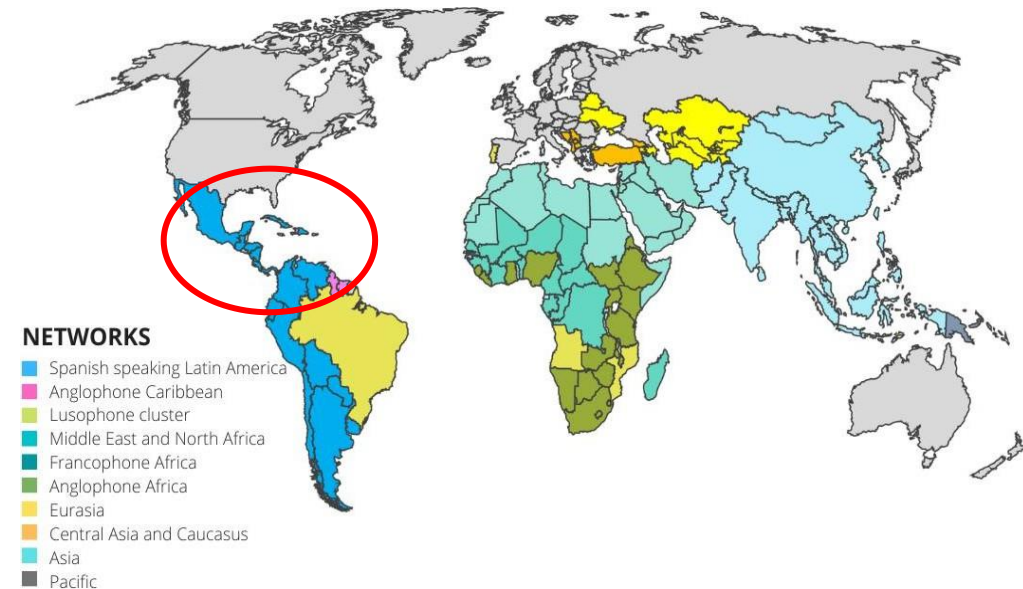 NETWORKS
Spanish speaking Latin America
Anglophone Caribbean
Lusophone cluster
Middle East and North Africa
Francophone Africa
Anglophone Africa
Eurasia
Central Asia and Caucasus
Asia
Pacific